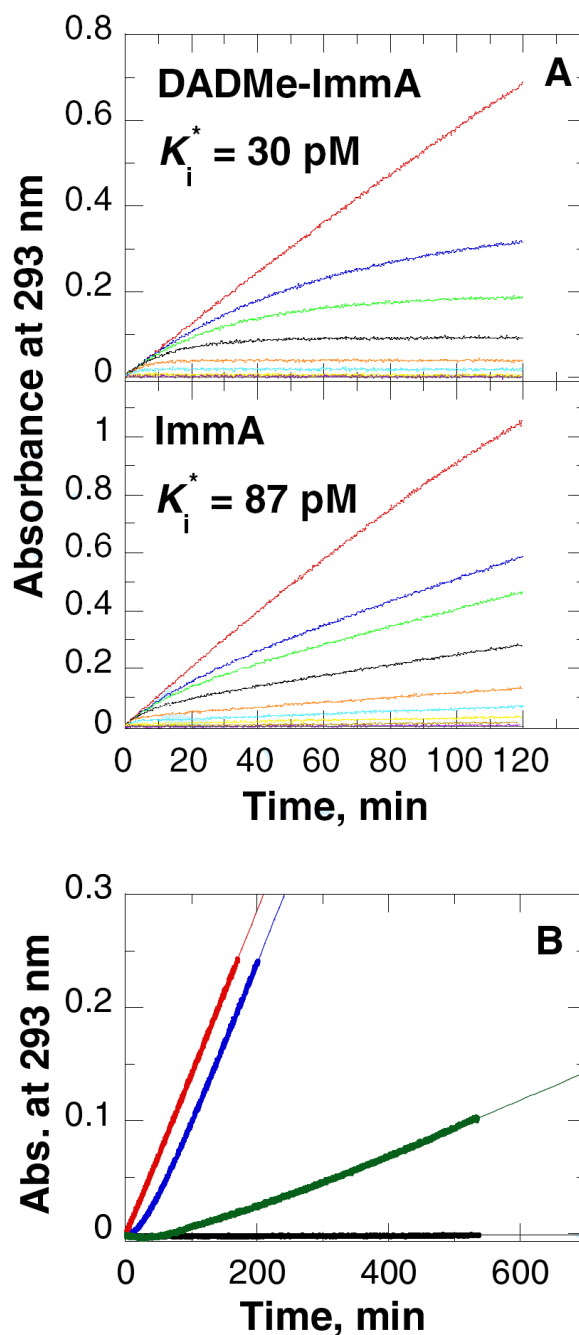 0.8
A
DADMe-ImmA
0.6
K*i = 30 pM
0.4
0.2
0
ImmA
1
K*i = 87 pM
0.8
0.6
0.4
0.2
0
Absorbance at 293 nm
0 20 40 60 80 100 120
Time, min
0.3
B
0.2
0.1
0
Abs. at 293 nm
0 200 400 600
Time, min